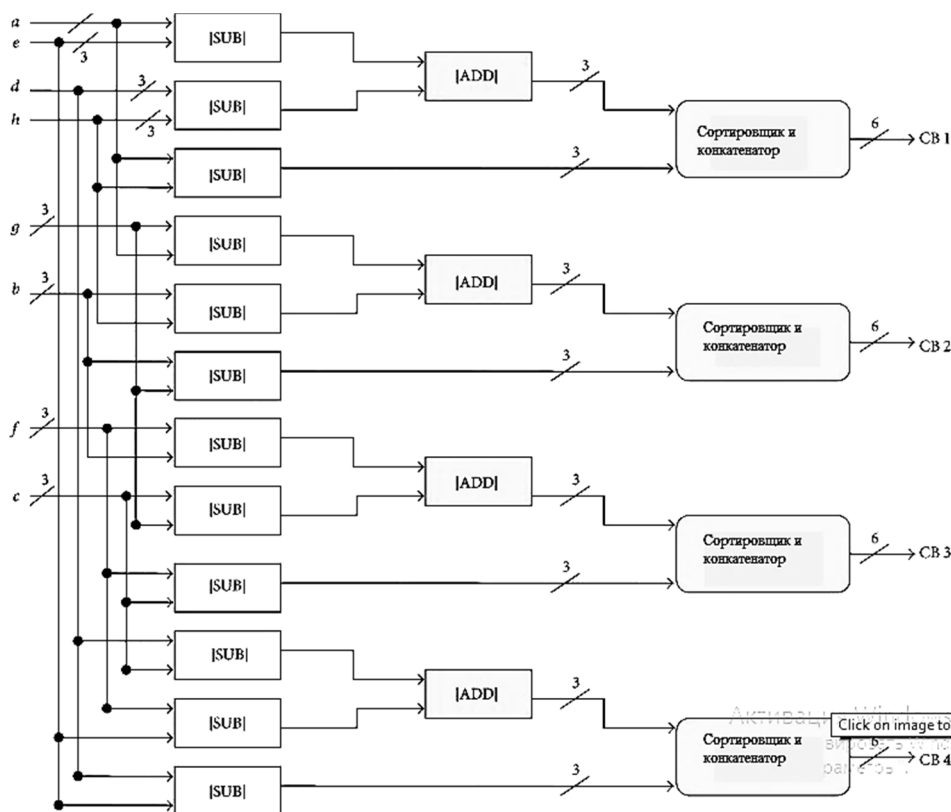 a
e
3
|SUB|
|ADD|
3
d
3
h
3
|SUB|
Сортировщик и
конкатенатор
6
СВ 1
3
|SUB|
g
3
|SUB|
|ADD|
3
b
3
|SUB|
Сортировщик и
конкатенатор
6
СВ 2
3
|SUB|
f
3
|SUB|
|ADD|
3
c
3
|SUB|
Сортировщик и
конкатенатор
6
СВ 3
3
|SUB|
|SUB|
|ADD|
3
|SUB|
Click on image to
Сортировщик и
конкатенатор
6
СВ 4
3
|SUB|